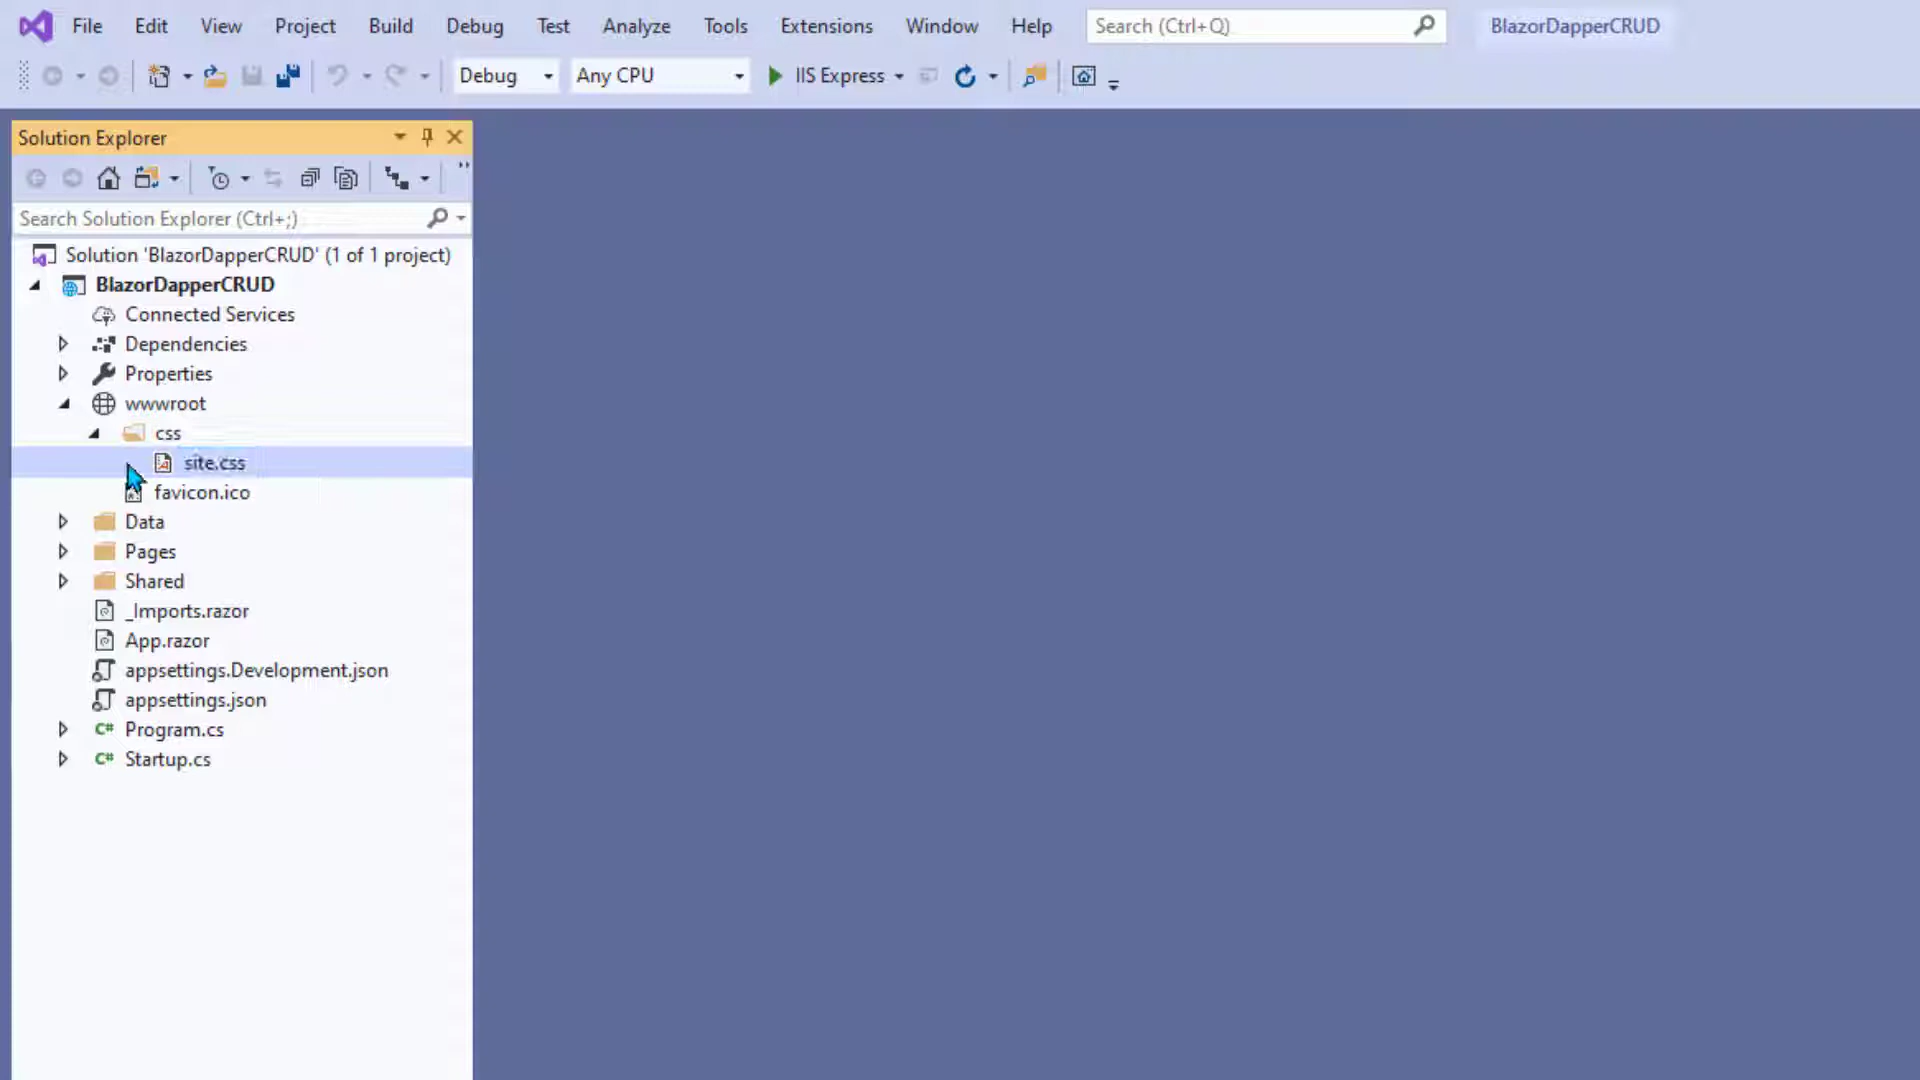 File Edit View Project Build Debug Test Analyze Tools Extensions Window Help Search (Ctrl+Q) BlazorDapperCRUD
Debug Any CPU IIS Express
Solution Explorer
Search Solution Explorer (Ctrl+;)
Solution 'BlazorDapperCRUD' (1 of 1 project)
BlazorDapperCRUD
Connected Services
Dependencies
Properties
wwwroot
css
site.css
favicon.ico
Data
Pages
Shared
_Imports.razor
App.razor
appsettings.Development.json
appsettings.json
C# Program.cs
C# Startup.cs